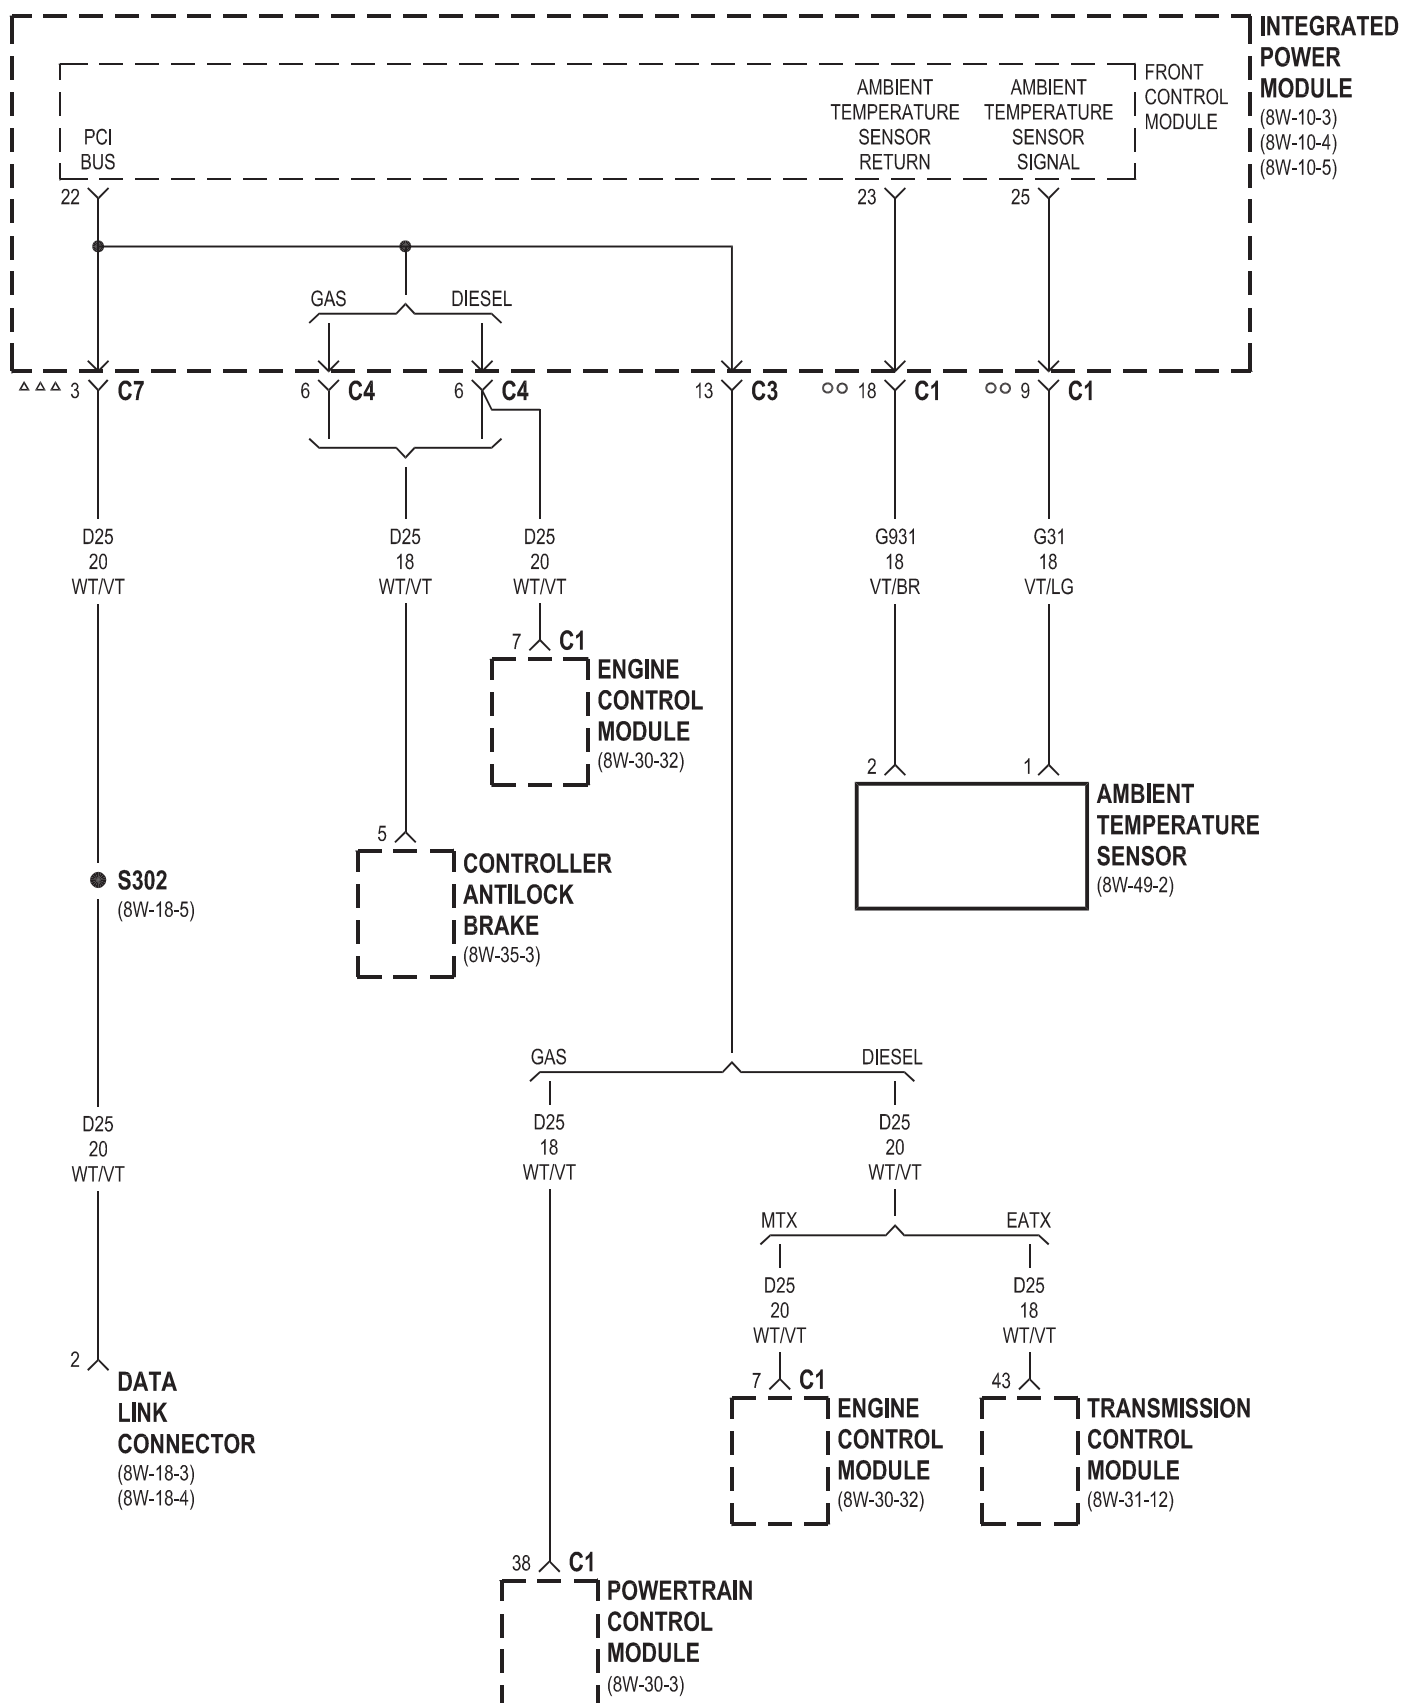 INTEGRATED
POWER
MODULE
(8W-10-3)
(8W-10-4)
(8W-10-5)
FRONT
CONTROL
MODULE
PCI
BUS
AMBIENT
TEMPERATURE
SENSOR
RETURN
AMBIENT
TEMPERATURE
SENSOR
SIGNAL
22
23
25
GAS
DIESEL
3 C7
6 C4
6 C4
13 C3
18 C1
9 C1
D25
20
WT/VT
D25
18
WT/VT
D25
20
WT/VT
G931
18
VT/BR
G31
18
VT/LG
7 C1
ENGINE
CONTROL
MODULE
(8W-30-32)
2
1
AMBIENT
TEMPERATURE
SENSOR
(8W-49-2)
5
CONTROLLER
ANTILOCK
BRAKE
(8W-35-3)
S302
(8W-18-5)
GAS
DIESEL
D25
20
WT/VT
D25
18
WT/VT
D25
20
WT/VT
MTX
EATX
D25
20
WT/VT
D25
18
WT/VT
2
DATA
LINK
CONNECTOR
(8W-18-3)
(8W-18-4)
7 C1
ENGINE
CONTROL
MODULE
(8W-30-32)
43
TRANSMISSION
CONTROL
MODULE
(8W-31-12)
38 C1
POWERTRAIN
CONTROL
MODULE
(8W-30-3)